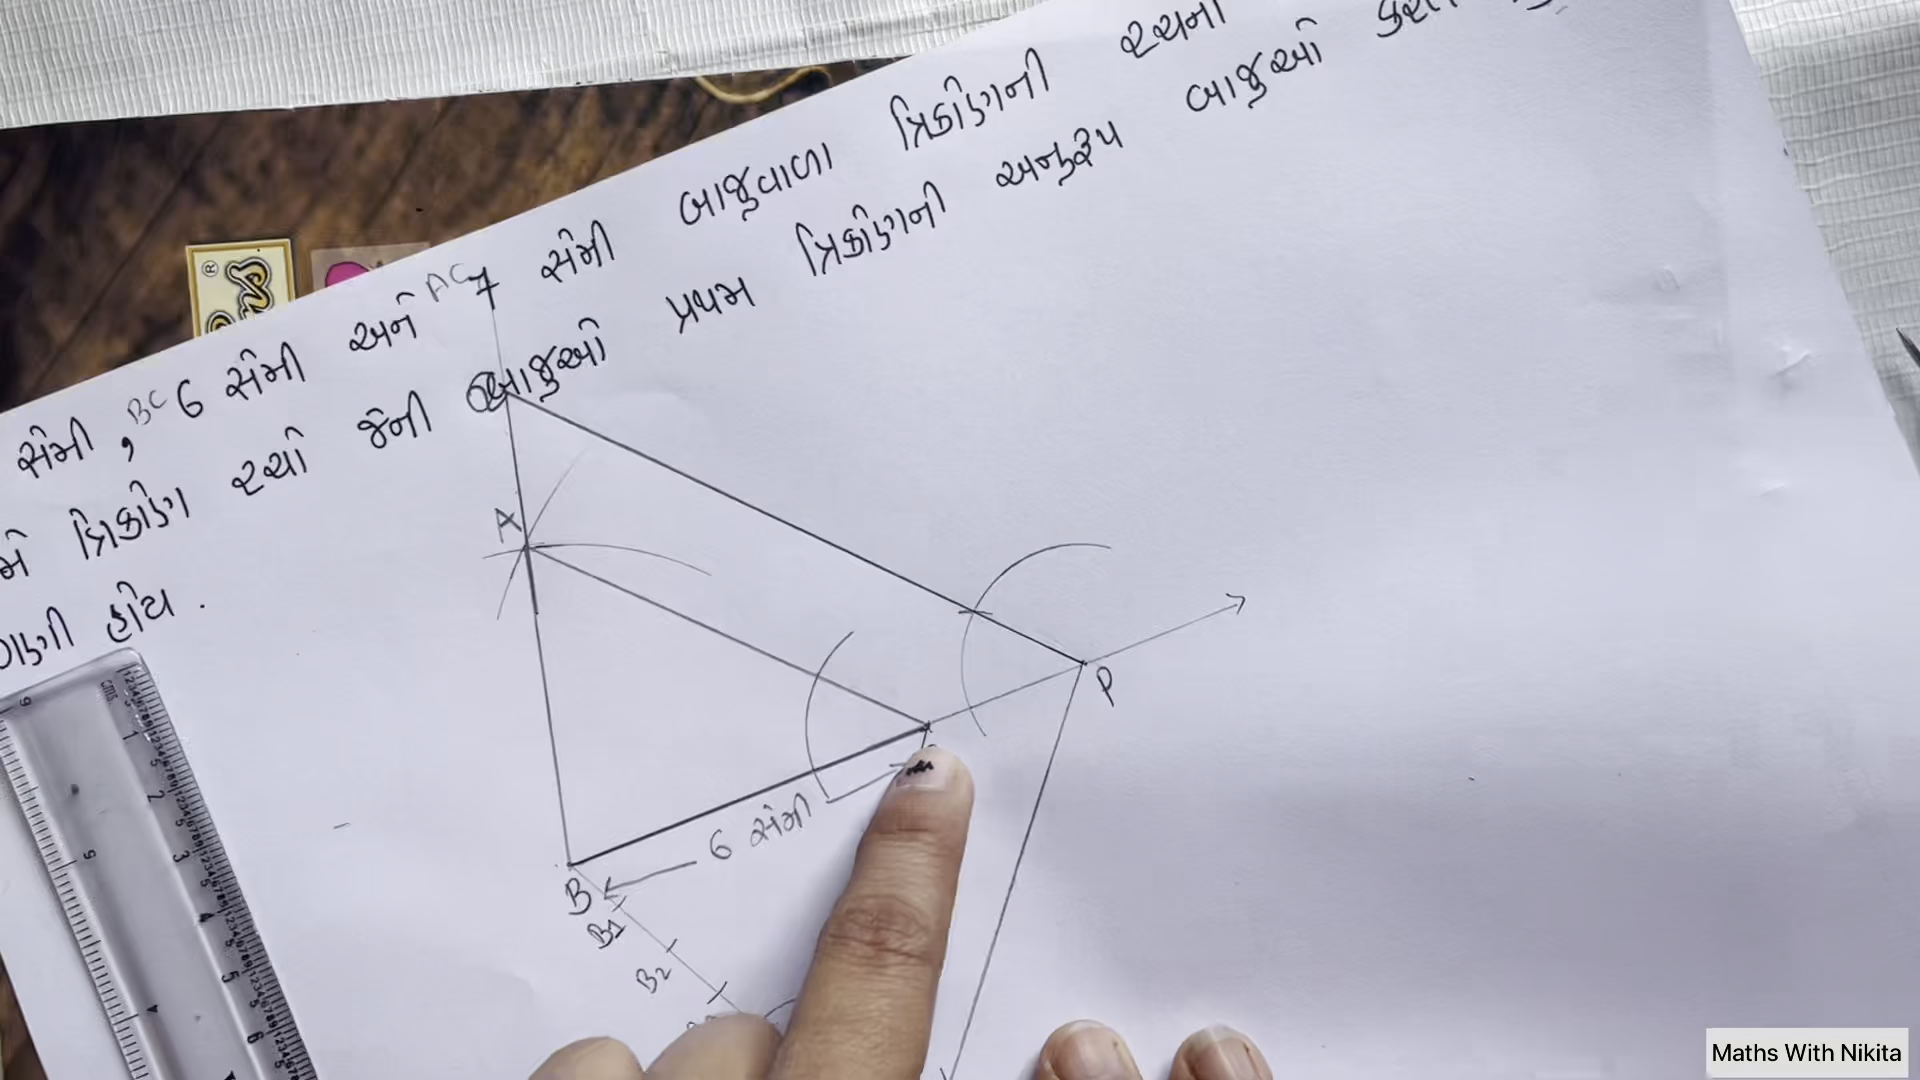 સેમી , BC 6 સેમી અને AC 7 સેમી બાજુવાળા ત્રિકોણની રચના
ત્રિકોણ રચો જેની બાજુઓ પ્રથમ ત્રિકોણની અનુરૂપ બાજુઓ
હોય .
A
P
6 સેમી
B
B1
B2
Maths With Nikita